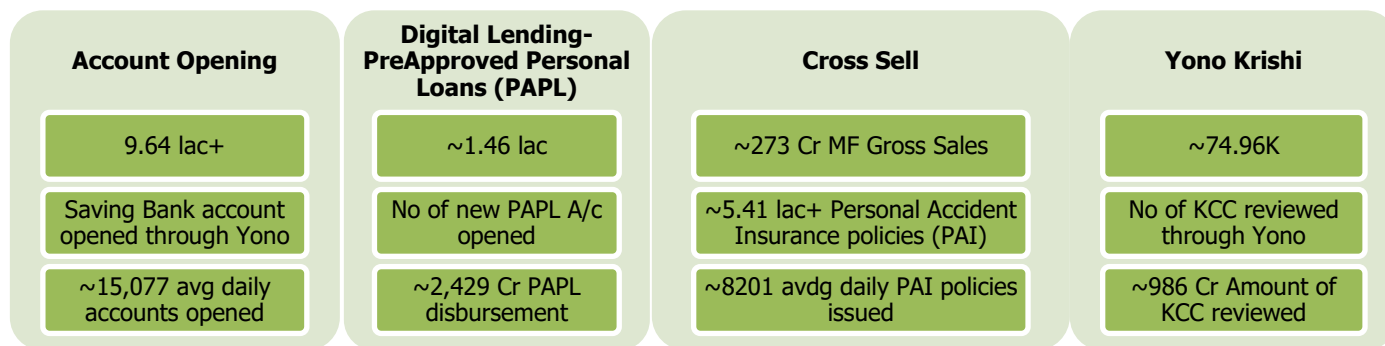 Account Opening
9.64 lac+
Saving Bank account
opened through Yono
~15,077 avg daily
accounts opened
Digital Lending-
PreApproved Personal
Loans (PAPL)
~1.46 lac
No of new PAPL A/c
opened
~2,429 Cr PAPL
disbursement
Cross Sell
~273 Cr MF Gross Sales
~5.41 lac+ Personal Accident
Insurance policies (PAI)
~8201 avdg daily PAI policies
issued
Yono Krishi
~74.96K
No of KCC reviewed
through Yono
~986 Cr Amount of
KCC reviewed